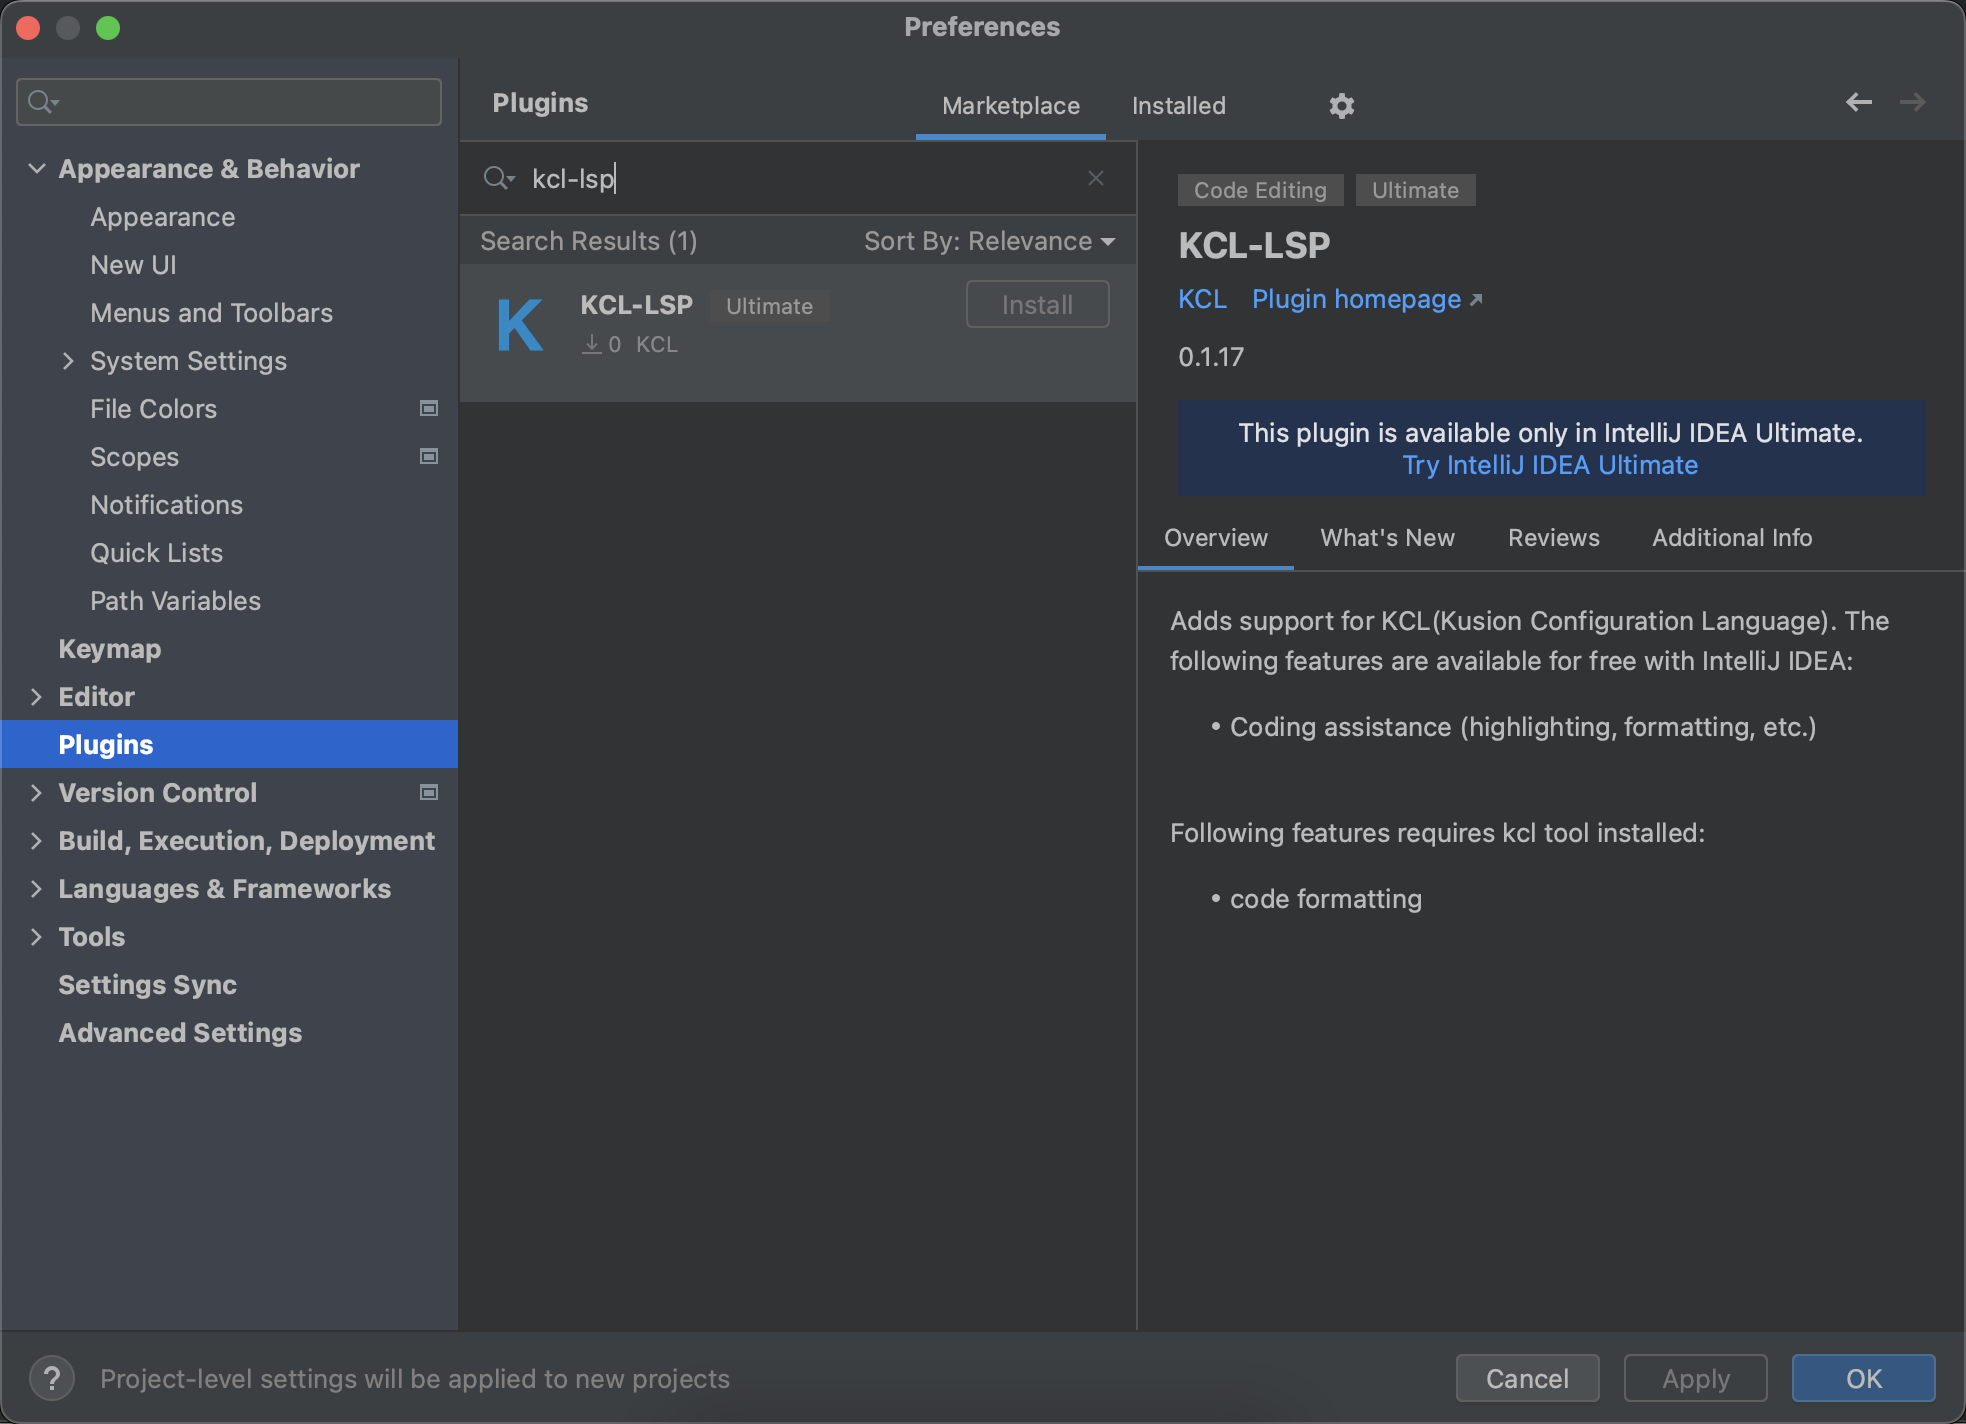 Preferences
Appearance & Behavior
Appearance
New UI
Menus and Toolbars
System Settings
File Colors
Scopes
Notifications
Quick Lists
Path Variables
Keymap
Editor
Plugins
Version Control
Build, Execution, Deployment
Languages & Frameworks
Tools
Settings Sync
Advanced Settings
Plugins
Marketplace
Installed
kcl-lsp
Search Results (1)
Sort By: Relevance
K
KCL-LSP
Ultimate
Install
0
KCL
Code Editing
Ultimate
KCL-LSP
KCL Plugin homepage
0.1.17
This plugin is available only in IntelliJ IDEA Ultimate.
Try IntelliJ IDEA Ultimate
Overview
What's New
Reviews
Additional Info
Adds support for KCL(Kusion Configuration Language). The
following features are available for free with IntelliJ IDEA:
• Coding assistance (highlighting, formatting, etc.)
Following features requires kcl tool installed:
• code formatting
? Project-level settings will be applied to new projects
Cancel
Apply
OK